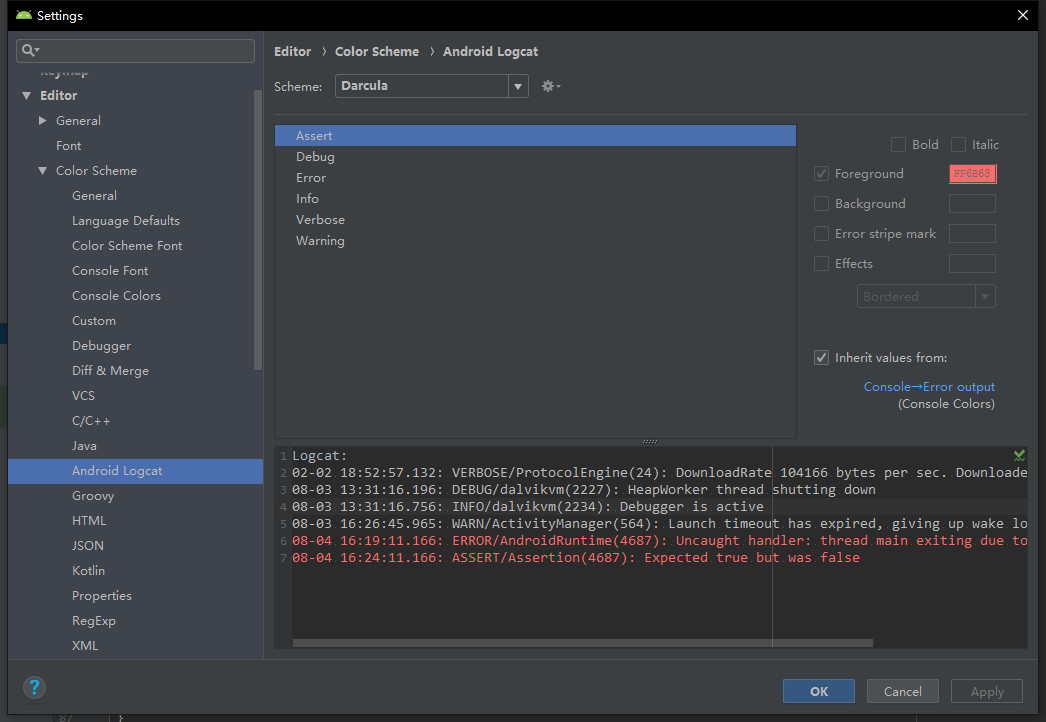 Settings
Keymap
Editor
General
Font
Color Scheme
General
Language Defaults
Color Scheme Font
Console Font
Console Colors
Custom
Debugger
Diff & Merge
VCS
C/C++
Java
Android Logcat
Groovy
HTML
JSON
Kotlin
Properties
RegExp
XML
Editor › Color Scheme › Android Logcat
Scheme: Darcula
Assert
Debug
Error
Info
Verbose
Warning
Bold Italic
Foreground FF6B68
Background
Error stripe mark
Effects
Bordered
Inherit values from:
Console→Error output
(Console Colors)
1 Logcat:
2 02-02 18:52:57.132: VERBOSE/ProtocolEngine(24): DownloadRate 104166 bytes per sec. Downloade
3 08-03 13:31:16.196: DEBUG/dalvikvm(2227): HeapWorker thread shutting down
4 08-03 13:31:16.756: INFO/dalvikvm(2234): Debugger is active
5 08-03 16:26:45.965: WARN/ActivityManager(564): Launch timeout has expired, giving up wake lo
6 08-04 16:19:11.166: ERROR/AndroidRuntime(4687): Uncaught handler: thread main exiting due to
7 08-04 16:24:11.166: ASSERT/Assertion(4687): Expected true but was false
?
OK Cancel Apply
87 }